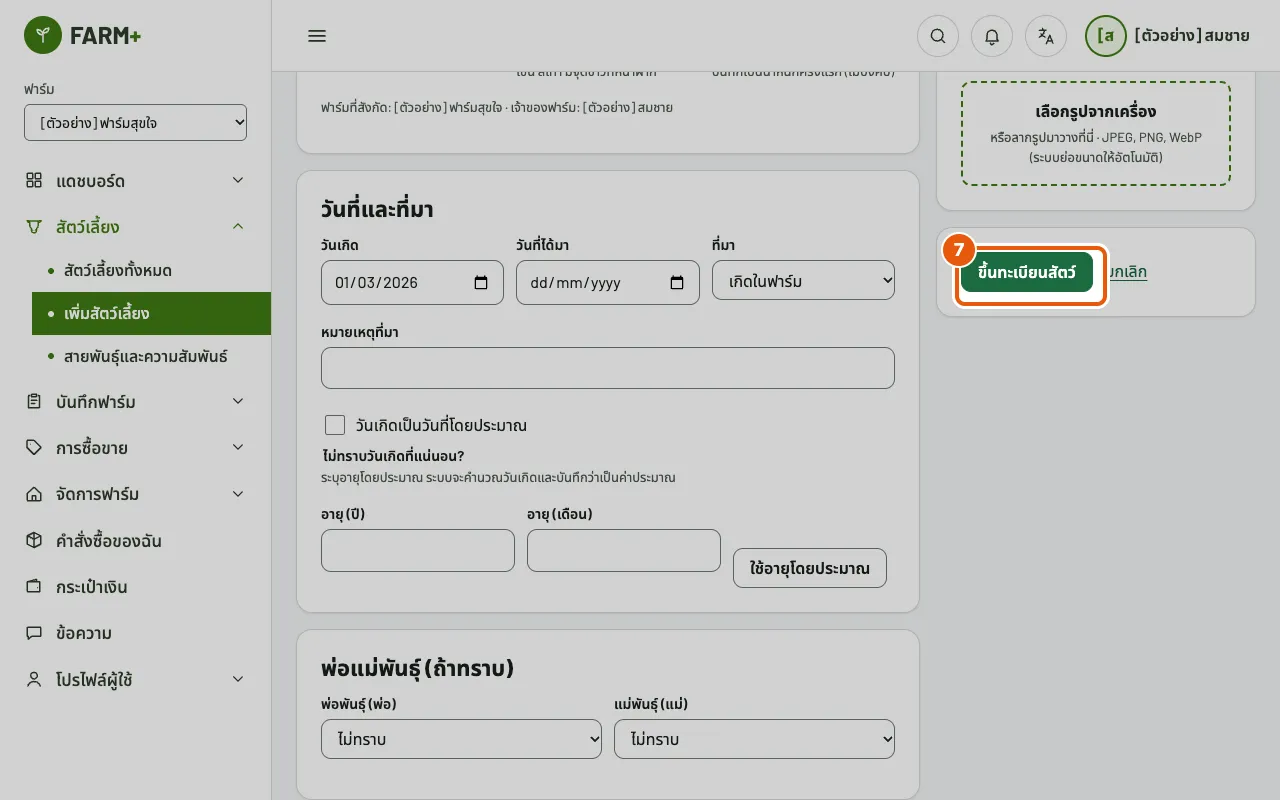 FARM+
[ส
[ตัวอย่าง] สมชาย
ฟาร์ม
[ตัวอย่าง] ฟาร์มสุขใจ
แดชบอร์ด
สัตว์เลี้ยง
สัตว์เลี้ยงทั้งหมด
เพิ่มสัตว์เลี้ยง
สายพันธุ์และความสัมพันธ์
บันทึกฟาร์ม
การซื้อขาย
จัดการฟาร์ม
คำสั่งซื้อของฉัน
กระเป๋าเงิน
ข้อความ
โปรไฟล์ผู้ใช้
ฟาร์มที่สังกัด: [ตัวอย่าง] ฟาร์มสุขใจ · เจ้าของฟาร์ม: [ตัวอย่าง] สมชาย
วันที่และที่มา
วันเกิด
วันที่ได้มา
ที่มา
01/03/2026
dd/mm/yyyy
เกิดในฟาร์ม
หมายเหตุที่มา
วันเกิดเป็นวันที่โดยประมาณ
ไม่ทราบวันเกิดที่แน่นอน?
ระบุอายุโดยประมาณ ระบบจะคำนวณวันเกิดและบันทึกว่าเป็นค่าประมาณ
อายุ (ปี)
อายุ (เดือน)
ใช้อายุโดยประมาณ
พ่อแม่พันธุ์ (ถ้าทราบ)
พ่อพันธุ์ (พ่อ)
แม่พันธุ์ (แม่)
ไม่ทราบ
ไม่ทราบ
เลือกรูปจากเครื่อง
หรือลากรูปมาวางที่นี่ · JPEG, PNG, WebP
(ระบบย่อขนาดให้อัตโนมัติ)
7
ขึ้นทะเบียนสัตว์
ยกเลิก